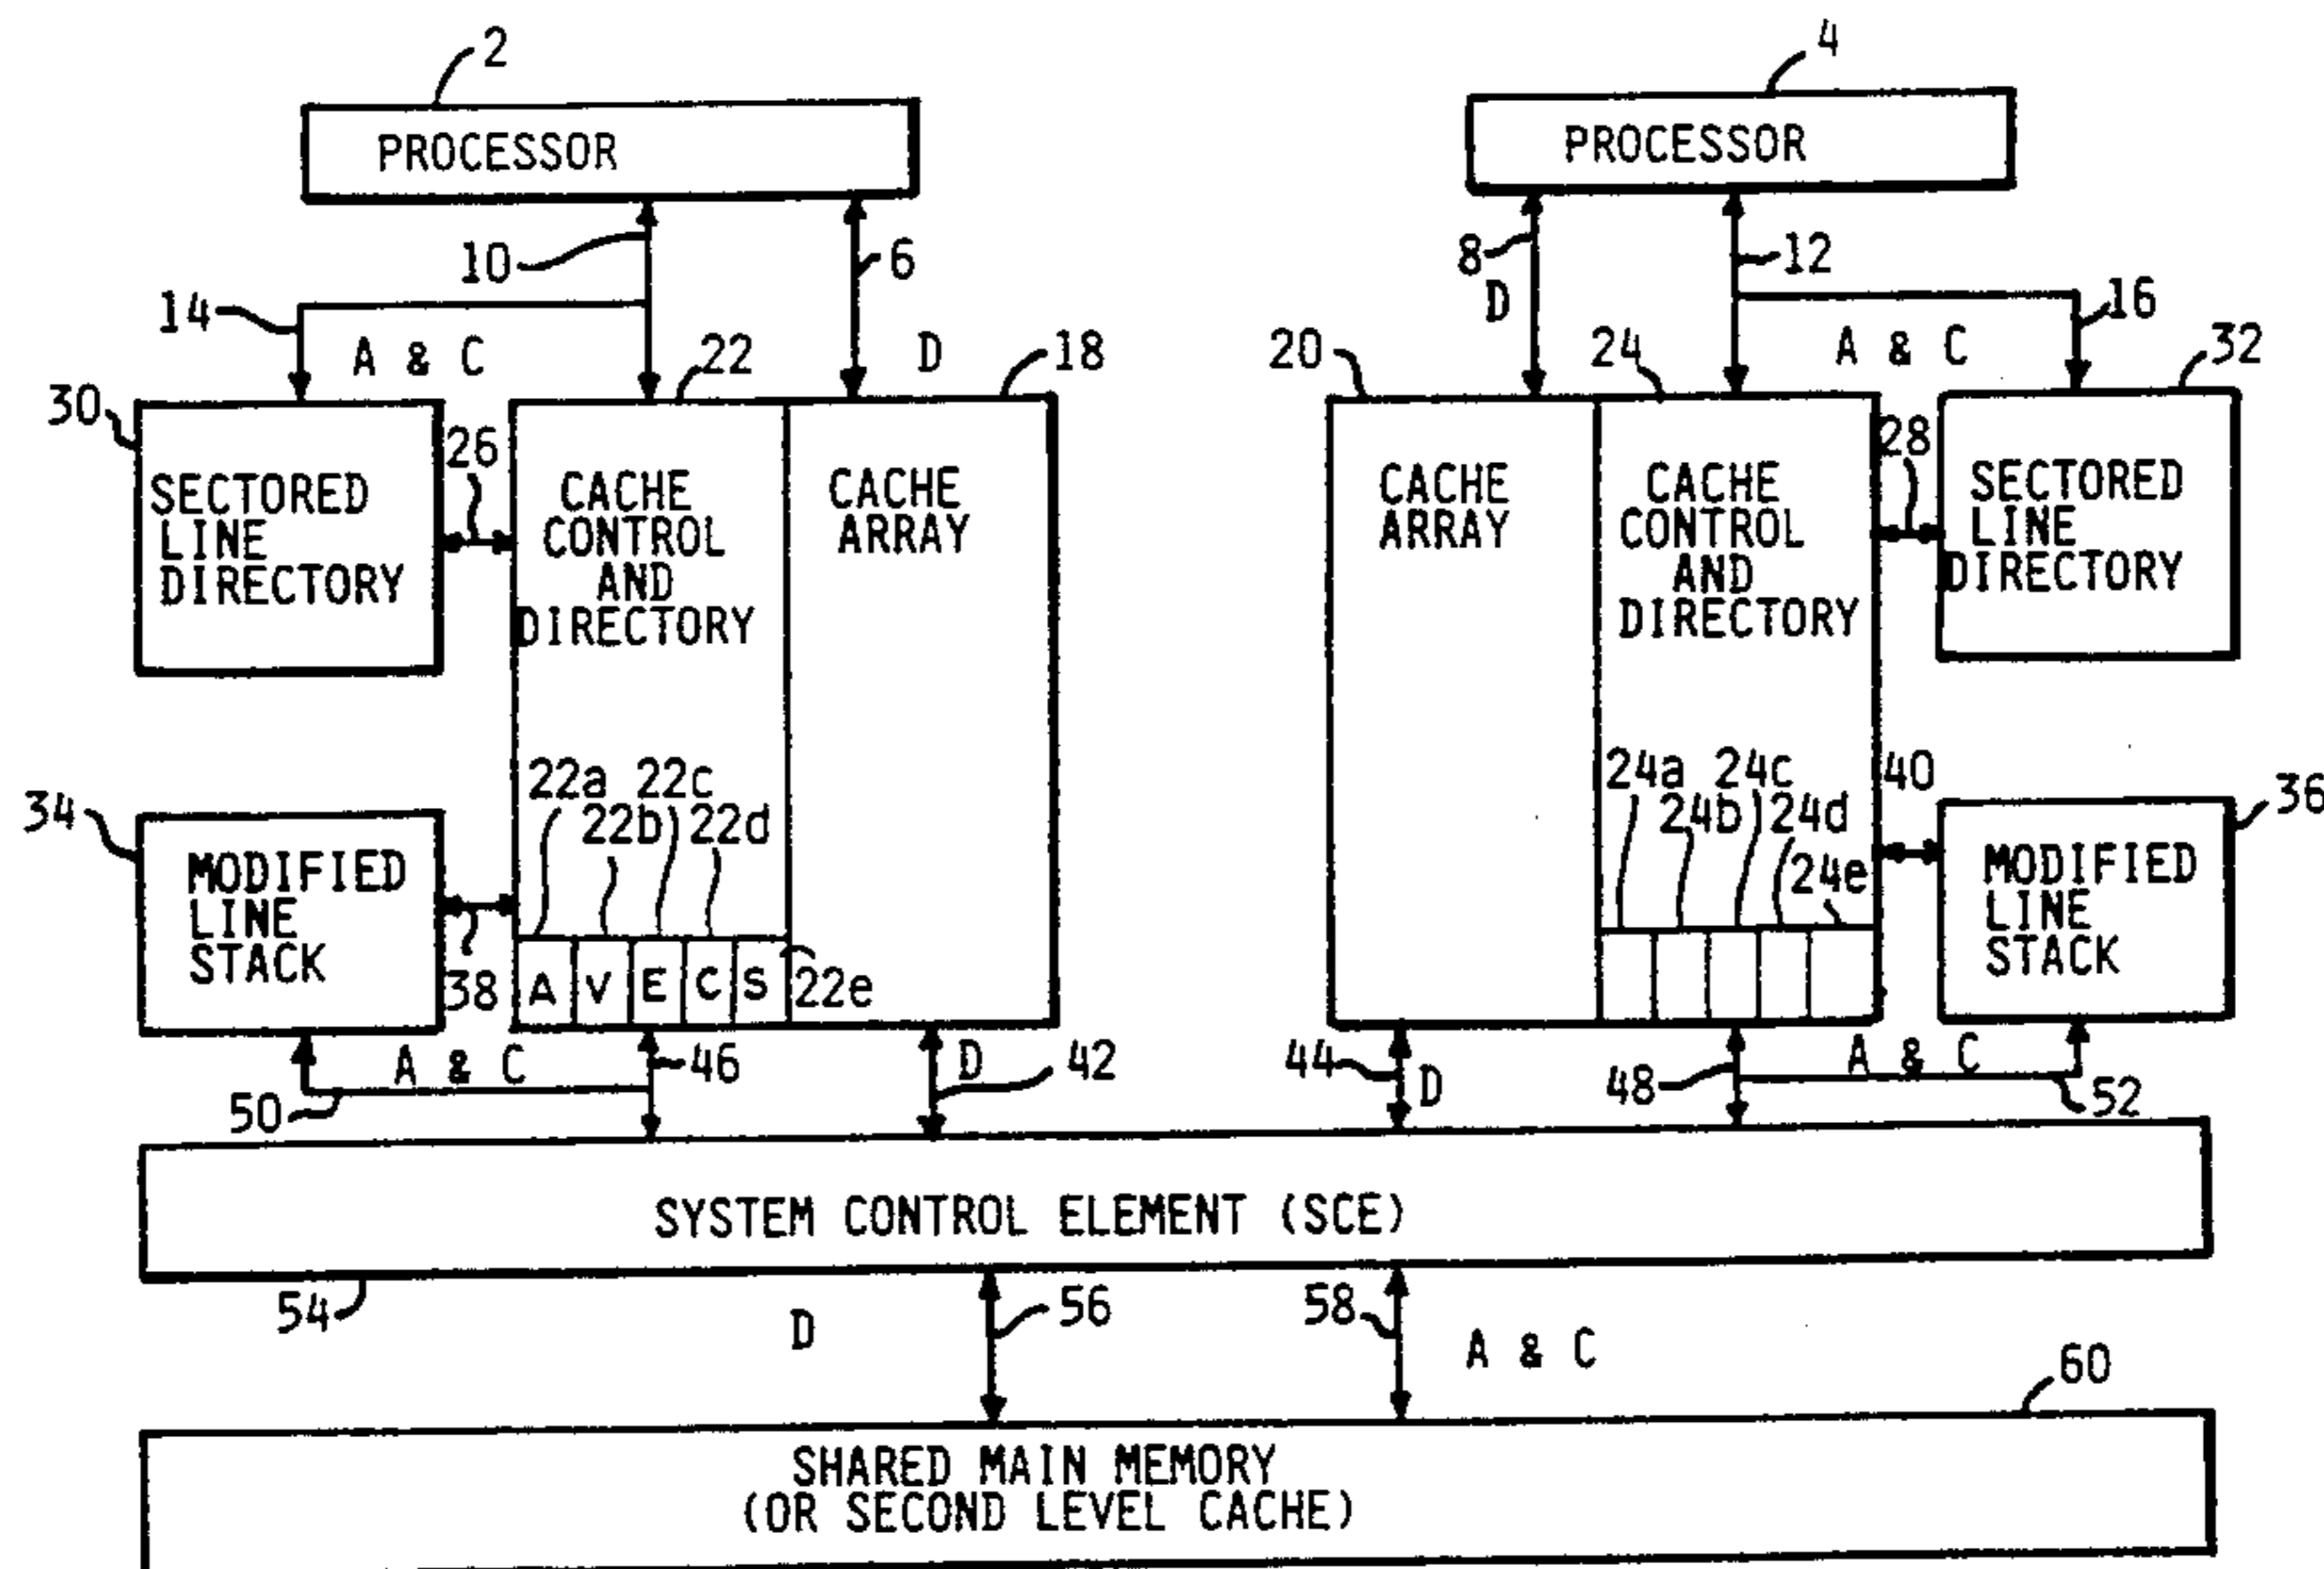 2
4
PROCESSOR
PROCESSOR
10
6
8
12
D
14
16
A & C
22
D
18
20
24
A & C
32
30
26
28
SECTORED
LINE
DIRECTORY
CACHE
CONTROL
AND
DIRECTORY
CACHE
ARRAY
CACHE
ARRAY
CACHE
CONTROL
AND
DIRECTORY
SECTORED
LINE
DIRECTORY
22a 22c
22b 22d
24a 24c
24b 24d
24e
40
34
36
MODIFIED
LINE
STACK
MODIFIED
LINE
STACK
38
A V E C S
22e
A & C
46
D
42
44
D
48
A & C
50
52
SYSTEM CONTROL ELEMENT (SCE)
54
D
56
58
A & C
60
SHARED MAIN MEMORY
(OR SECOND LEVEL CACHE)